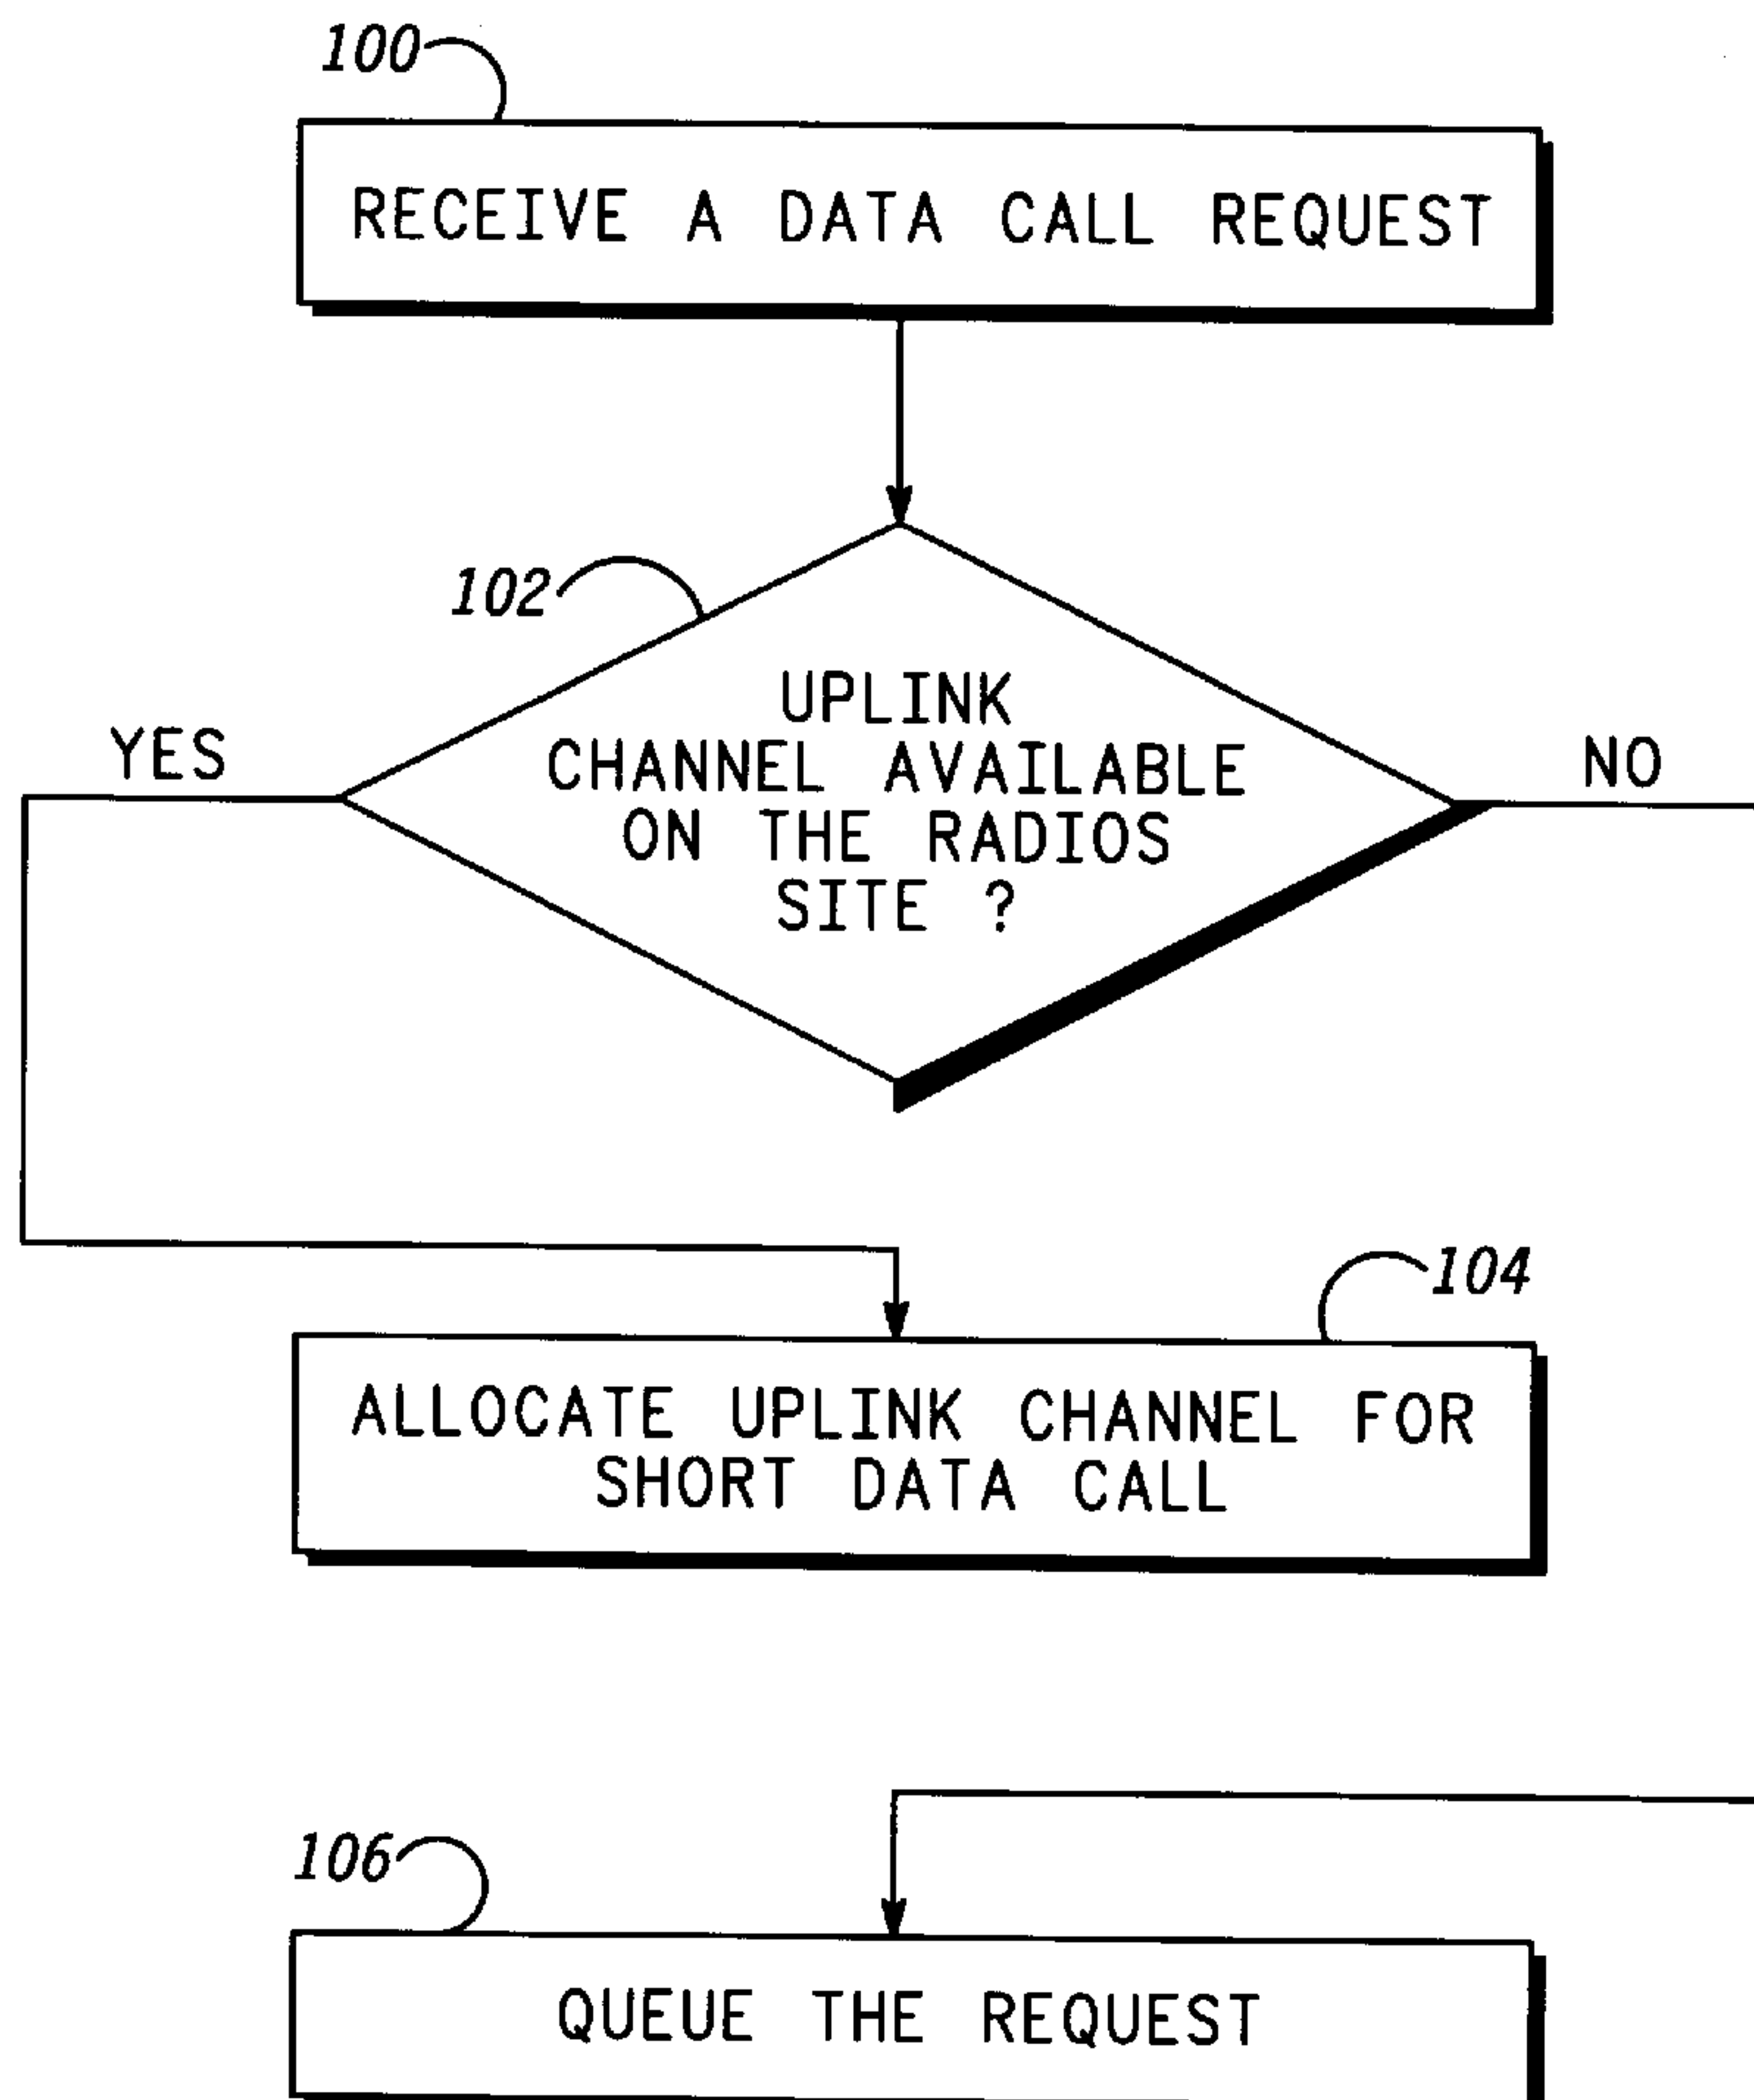 100
RECEIVE A DATA CALL REQUEST
102
UPLINK
CHANNEL AVAILABLE
ON THE RADIOS
SITE ?
YES
NO
104
ALLOCATE UPLINK CHANNEL FOR
SHORT DATA CALL
106
QUEUE THE REQUEST